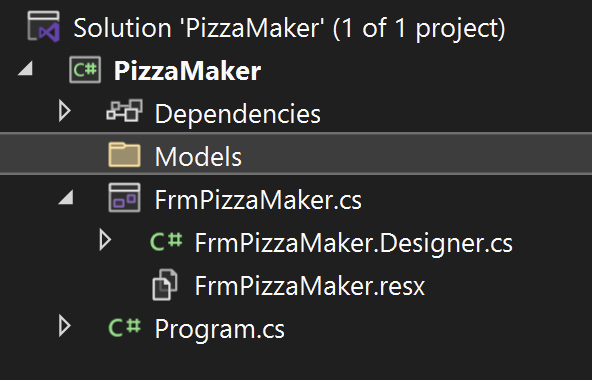 Solution 'PizzaMaker' (1 of 1 project)
C# PizzaMaker
Dependencies
Models
FrmPizzaMaker.cs
C# FrmPizzaMaker.Designer.cs
FrmPizzaMaker.resx
C# Program.cs